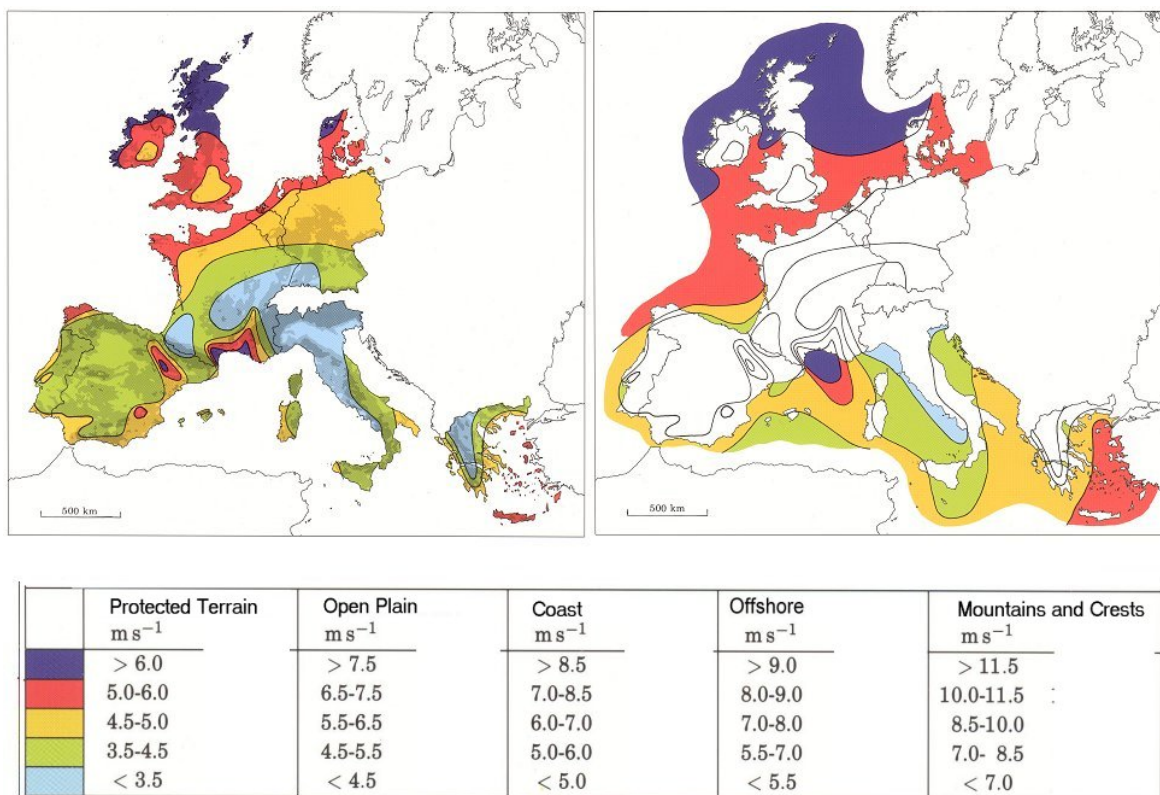 500 km
500 km
Protected Terrain Open Plain Coast Offshore Mountains and Crests
m s⁻¹ m s⁻¹ m s⁻¹ m s⁻¹ m s⁻¹
> 6.0 > 7.5 > 8.5 > 9.0 > 11.5
5.0-6.0 6.5-7.5 7.0-8.5 8.0-9.0 10.0-11.5
4.5-5.0 5.5-6.5 6.0-7.0 7.0-8.0 8.5-10.0
3.5-4.5 4.5-5.5 5.0-6.0 5.5-7.0 7.0- 8.5
< 3.5 < 4.5 < 5.0 < 5.5 < 7.0